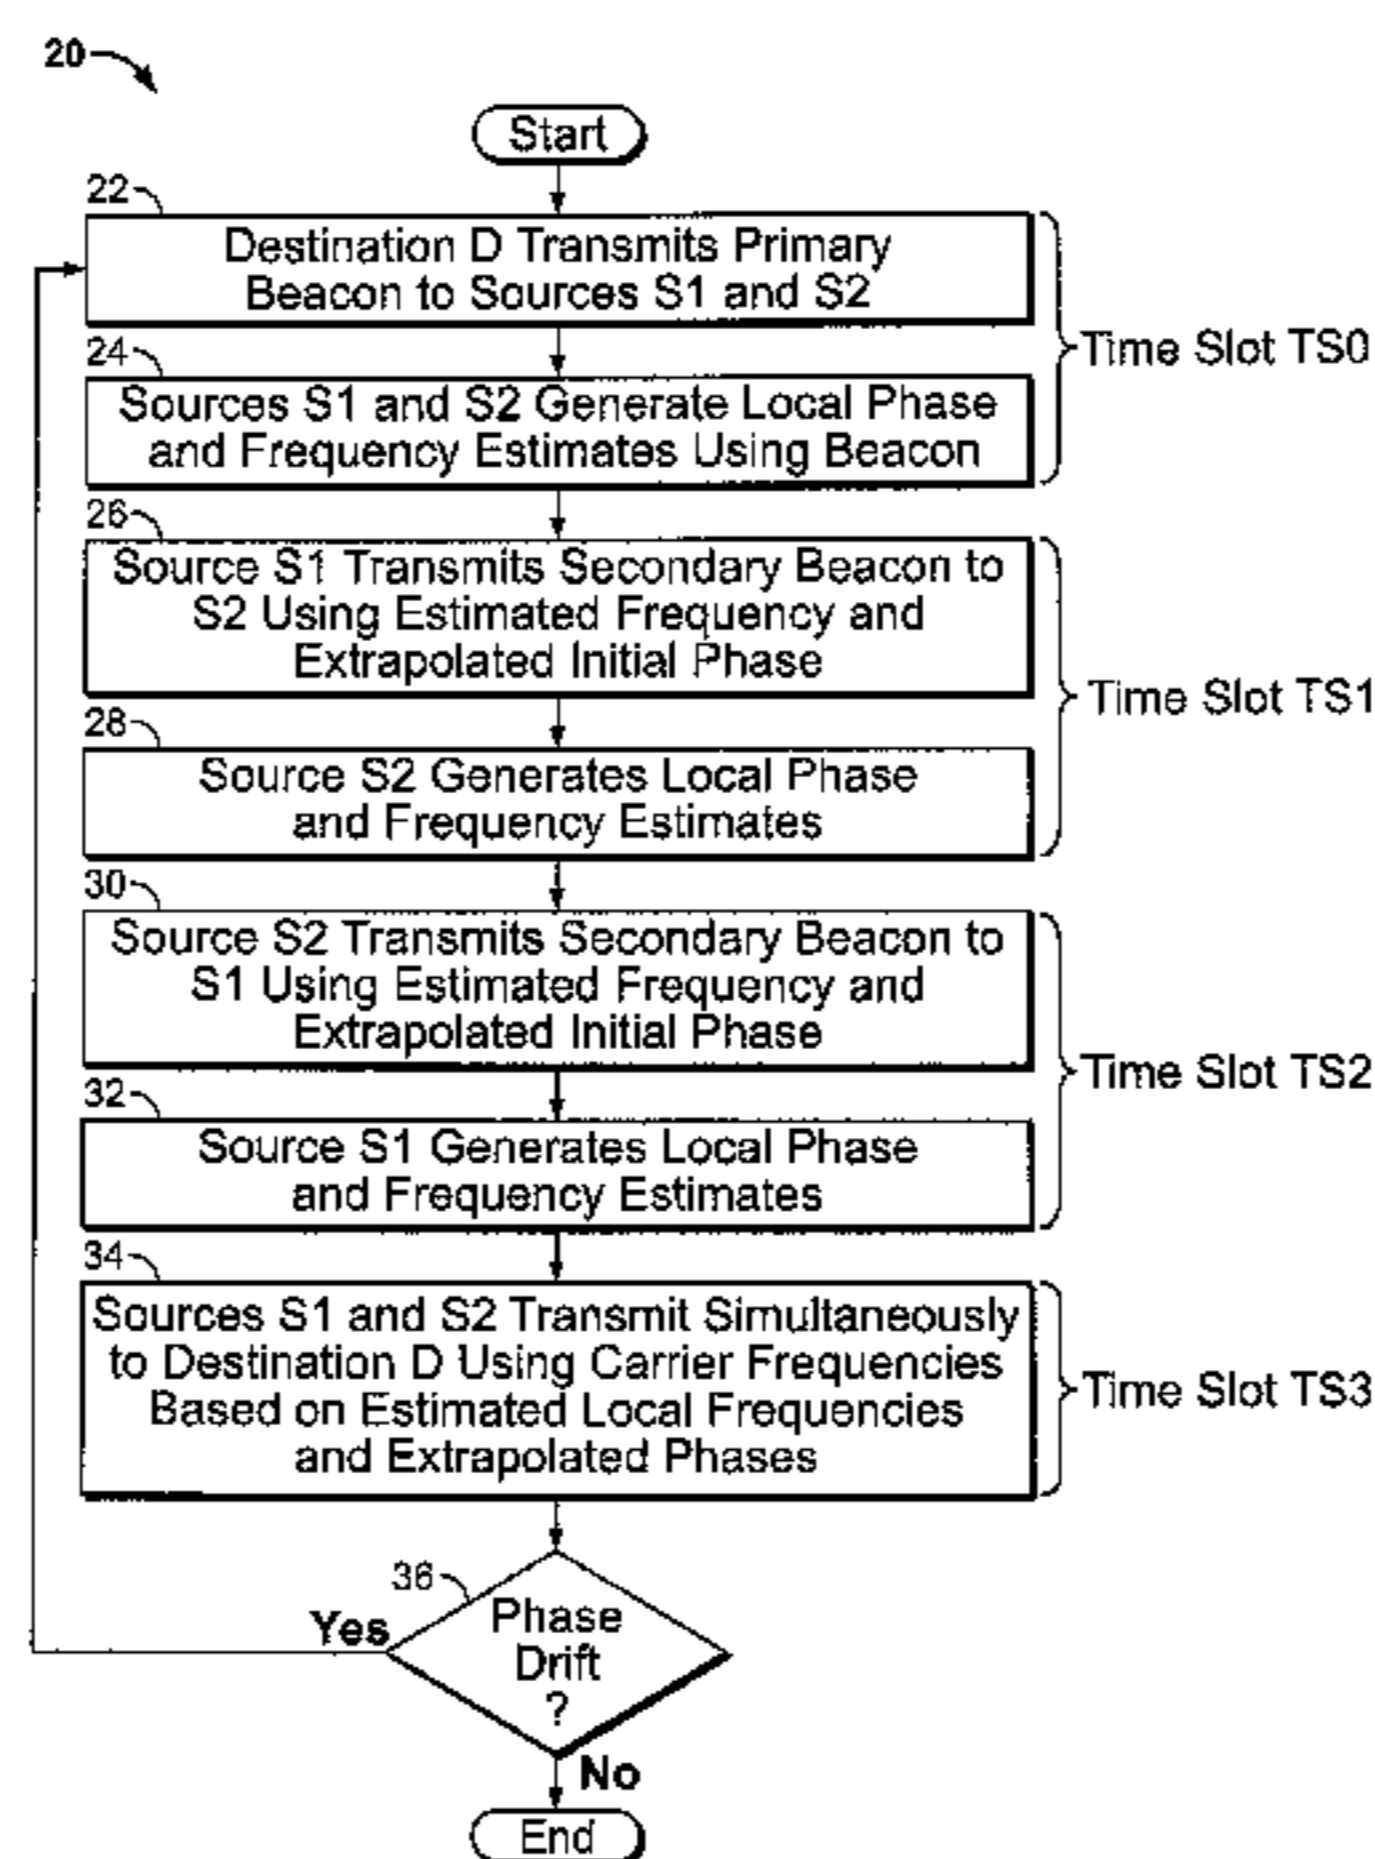 20
Start
22
Destination D Transmits Primary
Beacon to Sources S1 and S2
Time Slot TS0
24
Sources S1 and S2 Generate Local Phase
and Frequency Estimates Using Beacon
26
Source S1 Transmits Secondary Beacon to
S2 Using Estimated Frequency and
Extrapolated Initial Phase
Time Slot TS1
28
Source S2 Generates Local Phase
and Frequency Estimates
30
Source S2 Transmits Secondary Beacon to
S1 Using Estimated Frequency and
Extrapolated Initial Phase
Time Slot TS2
32
Source S1 Generates Local Phase
and Frequency Estimates
34
Sources S1 and S2 Transmit Simultaneously
to Destination D Using Carrier Frequencies
Based on Estimated Local Frequencies
and Extrapolated Phases
Time Slot TS3
36
Phase
Drift
?
Yes
No
End